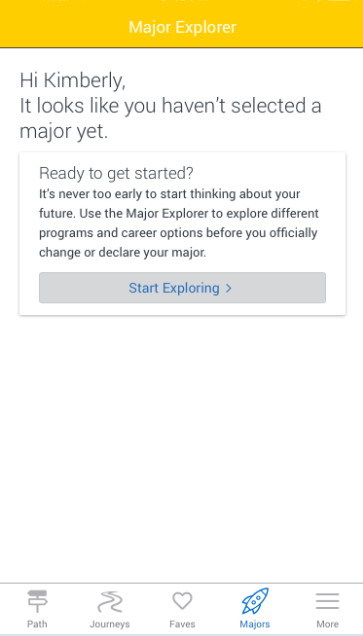 Major Explorer
Hi Kimberly,
It looks like you haven't selected a
major yet.
Ready to get started?
It's never too early to start thinking about your
future. Use the Major Explorer to explore different
programs and career options before you officially
change or declare your major.
Start Exploring >
Path
Journeys
Faves
Majors
More